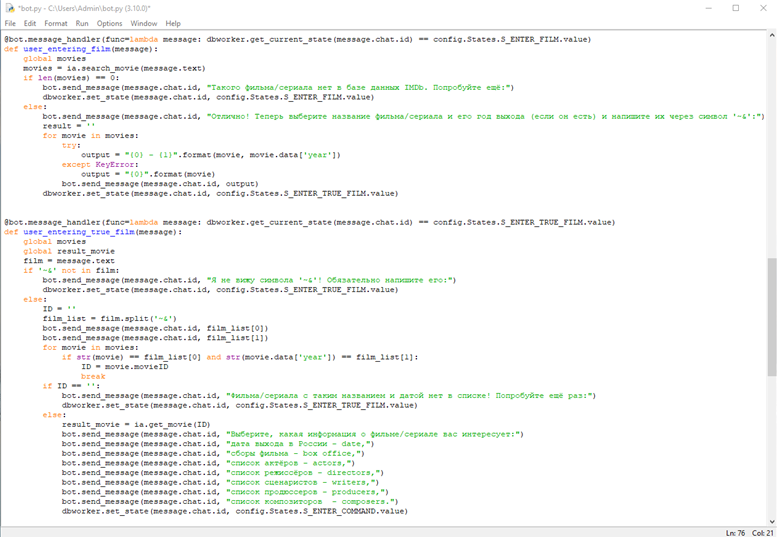 *bot.py - C:\Users\Admin\bot.py (3.10.0)*
File Edit Format Run Options Window Help
@bot.message_handler(func=lambda message: dbworker.get_current_state(message.chat.id) == config.States.S_ENTER_FILM.value)
def user_entering_film(message):
    global movies
    movies = ia.search_movie(message.text)
    if len(movies) == 0:
        bot.send_message(message.chat.id, "Такого фильма/сериала нет в базе данных IMDb. Попробуйте ещё:")
        dbworker.set_state(message.chat.id, config.States.S_ENTER_FILM.value)
    else:
        bot.send_message(message.chat.id, "Отлично! Теперь выберите название фильма/сериала и его год выхода (если он есть) и напишите их через символ '~&':")
        result = ''
        for movie in movies:
            try:
                output = "{0} - {1}".format(movie, movie.data['year'])
            except KeyError:
                output = "{0}".format(movie)
            bot.send_message(message.chat.id, output)
        dbworker.set_state(message.chat.id, config.States.S_ENTER_TRUE_FILM.value)
@bot.message_handler(func=lambda message: dbworker.get_current_state(message.chat.id) == config.States.S_ENTER_TRUE_FILM.value)
def user_entering_true_film(message):
    global movies
    global result_movie
    film = message.text
    if '~&' not in film:
        bot.send_message(message.chat.id, "Я не вижу символа '~&'! Обязательно напишите его:")
        dbworker.set_state(message.chat.id, config.States.S_ENTER_TRUE_FILM.value)
    else:
        ID = ''
        film_list = film.split('~&')
        bot.send_message(message.chat.id, film_list[0])
        bot.send_message(message.chat.id, film_list[1])
        for movie in movies:
            if str(movie) == film_list[0] and str(movie.data['year']) == film_list[1]:
                ID = movie.movieID
                break
        if ID == '':
            bot.send_message(message.chat.id, "Фильма/сериала с таким названием и датой нет в списке! Попробуйте ещё раз:")
            dbworker.set_state(message.chat.id, config.States.S_ENTER_TRUE_FILM.value)
        else:
            result_movie = ia.get_movie(ID)
            bot.send_message(message.chat.id, "Выберите, какая информация о фильме/сериале вас интересует:")
            bot.send_message(message.chat.id, "дата выхода в России - date,")
            bot.send_message(message.chat.id, "сборы фильма - box office,")
            bot.send_message(message.chat.id, "список актёров - actors,")
            bot.send_message(message.chat.id, "список режиссёров - directors,")
            bot.send_message(message.chat.id, "список сценаристов - writers,")
            bot.send_message(message.chat.id, "список продюссеров - producers,")
            bot.send_message(message.chat.id, "список композиторов  - composers.")
            dbworker.set_state(message.chat.id, config.States.S_ENTER_COMMAND.value)
Ln: 76 Col: 21